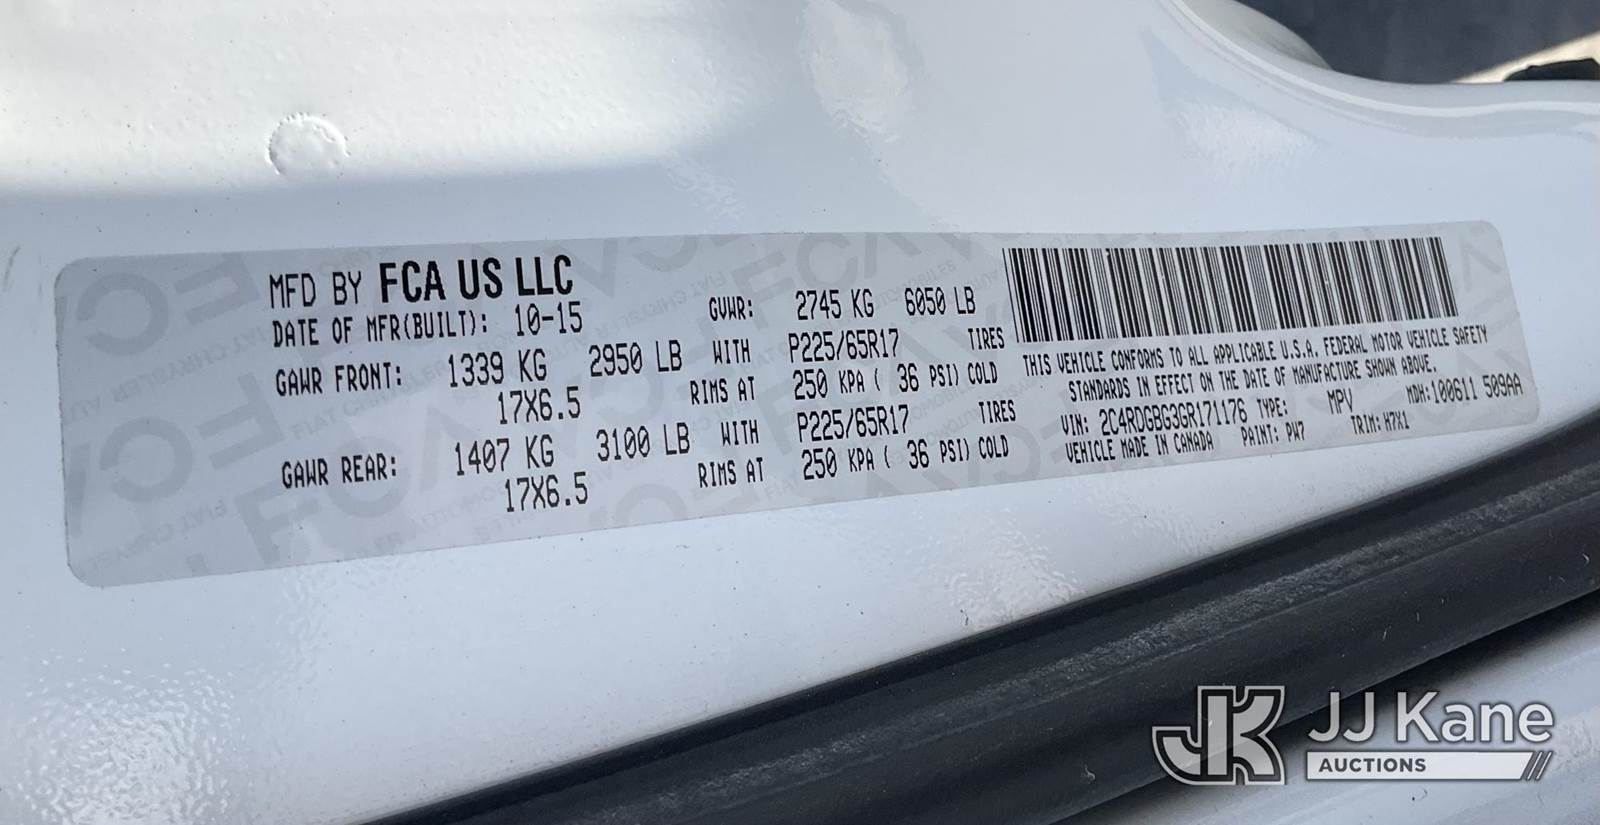 MFD BY FCA US LLC
DATE OF MFR(BUILT): 10-15 GVWR: 2745 KG 6050 LB
GAWR FRONT: 1339 KG 2950 LB WITH P225/65R17 TIRES
17X6.5 RIMS AT 250 KPA ( 36 PSI) COLD
GAWR REAR: 1407 KG 3100 LB WITH P225/65R17 TIRES
17X6.5 RIMS AT 250 KPA ( 36 PSI) COLD
THIS VEHICLE CONFORMS TO ALL APPLICABLE U.S.A. FEDERAL MOTOR VEHICLE SAFETY
STANDARDS IN EFFECT ON THE DATE OF MANUFACTURE SHOWN ABOVE.
VIN: 2C4RDGBG3GR171176 TYPE: MPV MDH:100611 509AA
VEHICLE MADE IN CANADA PAINT: PW7 TRIM: H7X1
JK JJ Kane
AUCTIONS